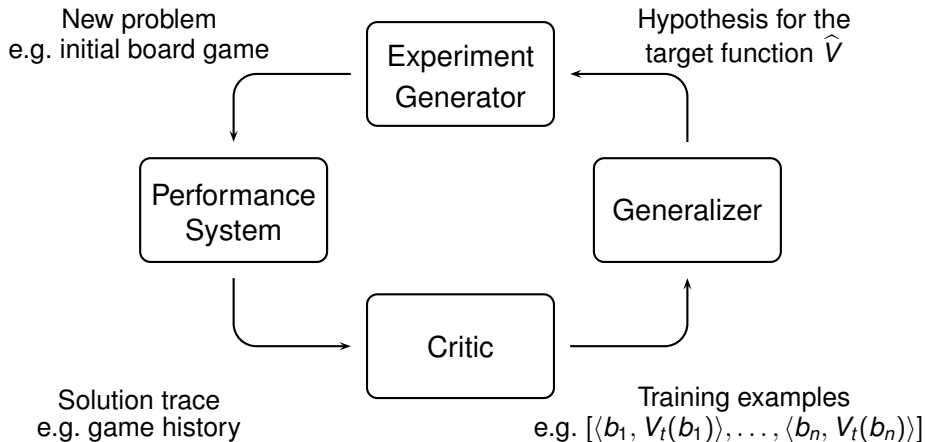 New problem
e.g. initial board game
Experiment
Generator
Hypothesis for the
target function V̂
Performance
System
Generalizer
Critic
Solution trace
e.g. game history
Training examples
e.g. [⟨b₁, Vₜ(b₁)⟩, . . . , ⟨bₙ, Vₜ(bₙ)⟩]